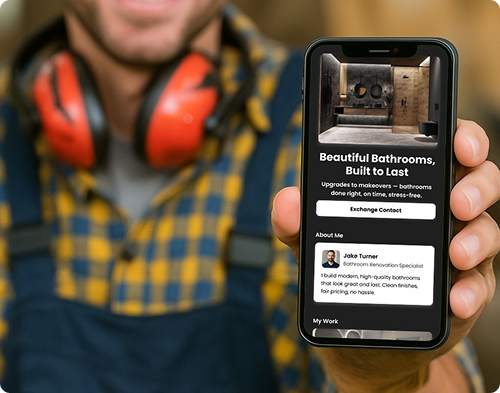 Beautiful Bathrooms,
Built to Last
Upgrades to makeovers — bathrooms
done right, on time, stress-free.
Exchange Contact
About Me
Jake Turner
Bathroom Renovation Specialist
I build modern, high-quality bathrooms
that look great and last. Clean finishes,
fair pricing, no hassle.
My Work